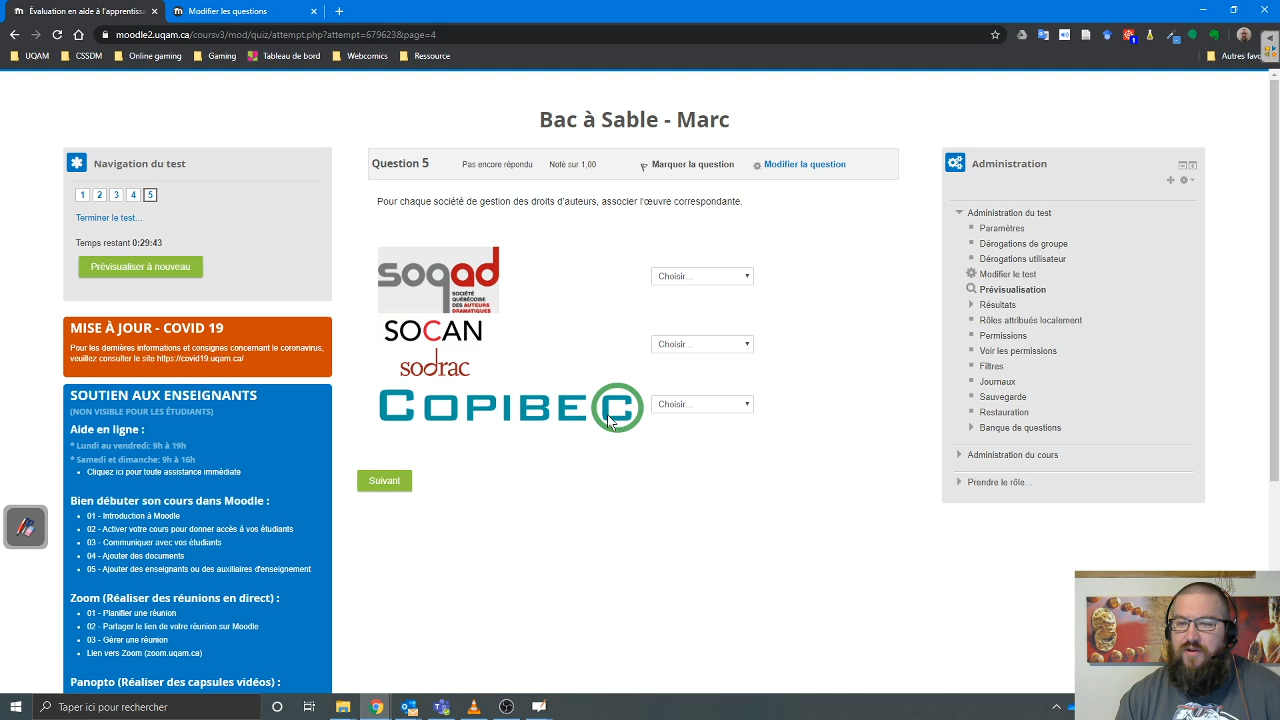 Évaluation en aide à l'apprentiss
Modifier les questions
moodle2.uqam.ca/coursv3/mod/quiz/attempt.php?attempt=679623&page=4
UQAM
CSSDM
Online gaming
Gaming
Tableau de bord
Webcomics
Ressource
Autres favo
Bac à Sable - Marc
Navigation du test
1 2 3 4 5
Terminer le test...
Temps restant 0:29:43
Prévisualiser à nouveau
MISE À JOUR - COVID 19
Pour les dernières informations et consignes concernant le coronavirus,
veuillez consulter le site https://covid19.uqam.ca/
SOUTIEN AUX ENSEIGNANTS
(NON VISIBLE POUR LES ÉTUDIANTS)
Aide en ligne :
* Lundi au vendredi: 9h à 19h
* Samedi et dimanche: 9h à 16h
Cliquez ici pour toute assistance immédiate
Bien débuter son cours dans Moodle :
01 - Introduction à Moodle
02 - Activer votre cours pour donner accès à vos étudiants
03 - Communiquer avec vos étudiants
04 - Ajouter des documents
05 - Ajouter des enseignants ou des auxiliaires d'enseignement
Zoom (Réaliser des réunions en direct) :
01 - Planifier une réunion
02 - Partager le lien de votre réunion sur Moodle
03 - Gérer une réunion
Lien vers Zoom (zoom.uqam.ca)
Panopto (Réaliser des capsules vidéos) :
Question 5
Pas encore répondu
Noté sur 1,00
Marquer la question
Modifier la question
Pour chaque société de gestion des droits d'auteurs, associer l'œuvre correspondante.
soqad
SOCIÉTÉ
QUÉBÉCOISE
DES AUTEURS
DRAMATIQUES
Choisir...
SOCAN
sodrac
Choisir...
COPIBEC
Choisir...
Suivant
Administration
Administration du test
Paramètres
Dérogations de groupe
Dérogations utilisateur
Modifier le test
Prévisualisation
Résultats
Rôles attribués localement
Permissions
Voir les permissions
Filtres
Journaux
Sauvegarde
Restauration
Banque de questions
Administration du cours
Prendre le rôle...
Taper ici pour rechercher